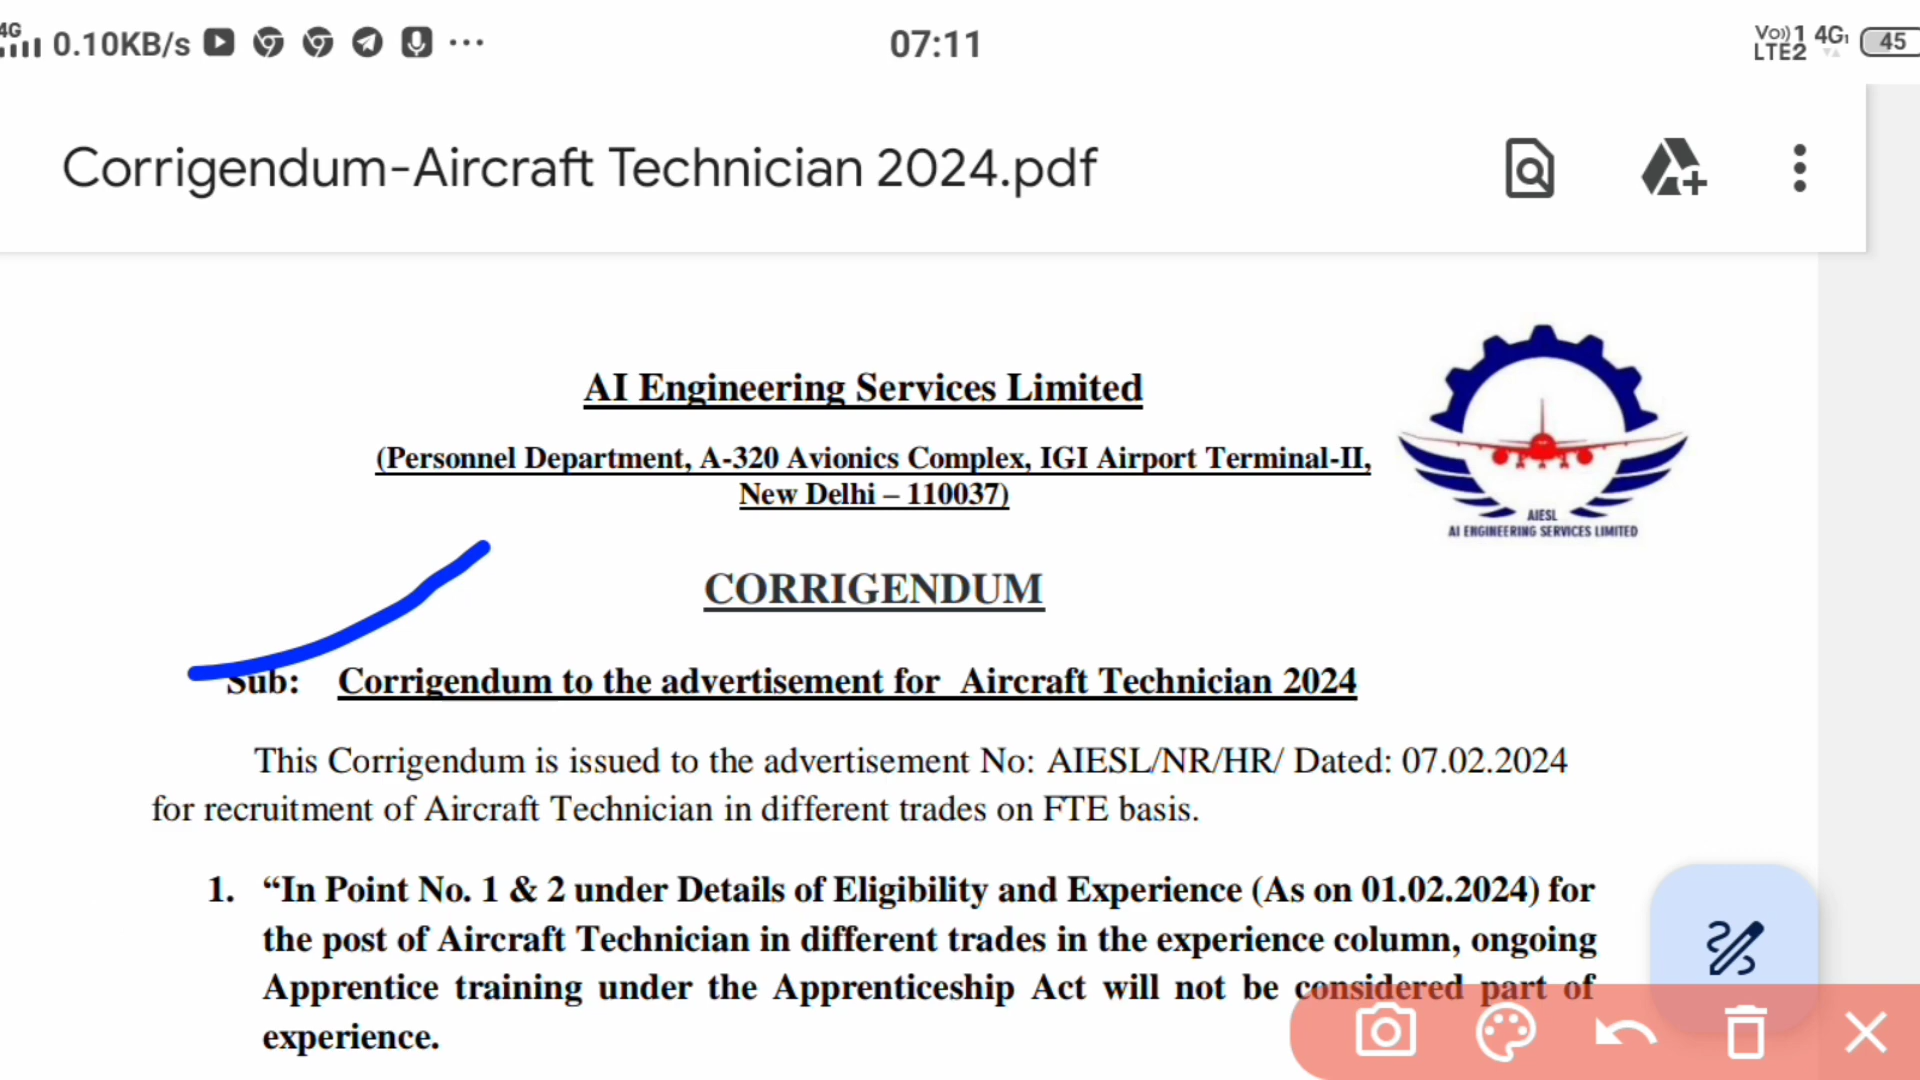 4G 0.10KB/s 07:11 Vo)) 1 4G
LTE2 45
Corrigendum-Aircraft Technician 2024.pdf
AI Engineering Services Limited
(Personnel Department, A-320 Avionics Complex, IGI Airport Terminal-II,
New Delhi – 110037)
AIESL
AI ENGINEERING SERVICES LIMITED
CORRIGENDUM
Sub: Corrigendum to the advertisement for Aircraft Technician 2024
This Corrigendum is issued to the advertisement No: AIESL/NR/HR/ Dated: 07.02.2024
for recruitment of Aircraft Technician in different trades on FTE basis.
1. “In Point No. 1 & 2 under Details of Eligibility and Experience (As on 01.02.2024) for
the post of Aircraft Technician in different trades in the experience column, ongoing
Apprentice training under the Apprenticeship Act will not be considered part of
experience.